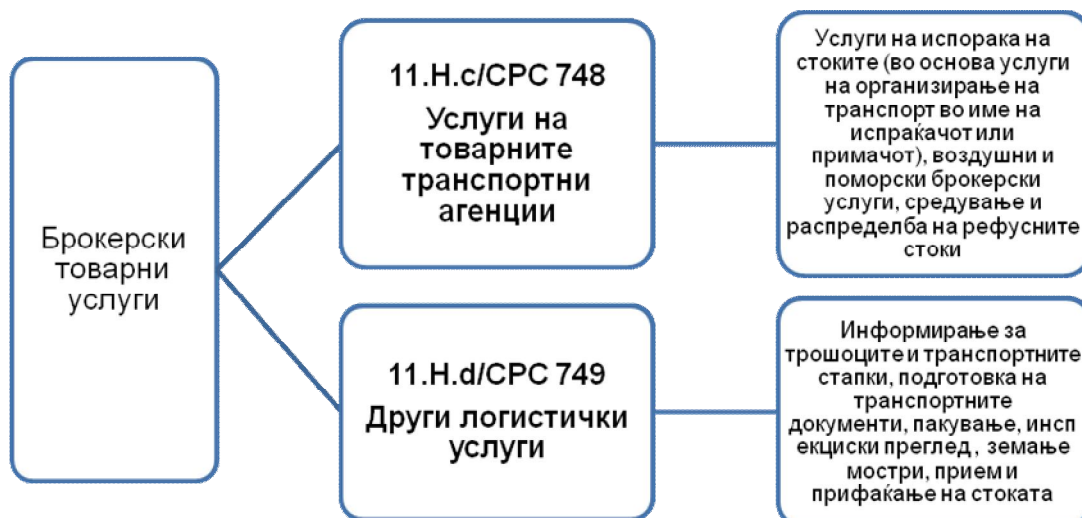 Брокерски
товарни
услуги
11.H.c/CPC 748
Услуги на
товарните
транспортни
агенции
Услуги на испорака на
стоките (во основа услуги
на организирање на
транспорт во име на
испраќачот или
примачот), воздушни и
поморски брокерски
услуги, средување и
распределба на рефусните
стоки
11.H.d/CPC 749
Други логистички
услуги
Информирање за
трошоците и транспортните
стапки, подготовка на
транспортните
документи, пакување, инсп
екциски преглед, земање
мостри, прием и
прифаќање на стоката